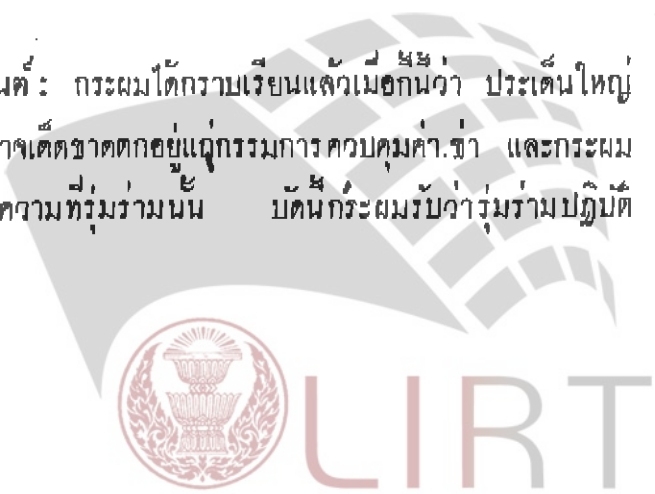 นต์ : กระผมได้กราบเรียนแล้วเมื่อกี้นี้ว่า ประเด็นใหญ่
าจเด็ดขาดตกอยู่แก่กรรมการควบคุมค่าเช่า และกระผม
ความที่รุ่มร่ามนั้น บัดนี้กระผมรับว่ารุ่มร่ามปฏิบัติ
LIRT